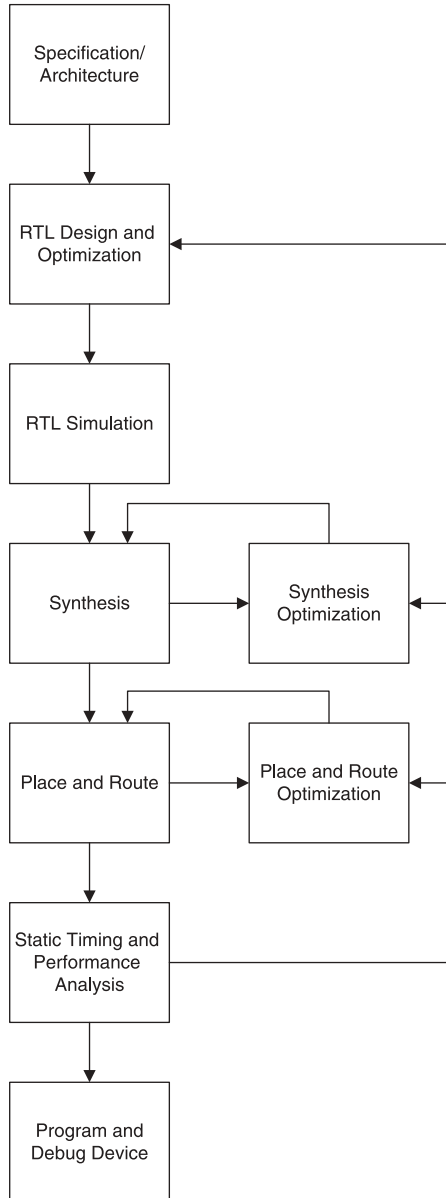 Specification/
Architecture
RTL Design and
Optimization
RTL Simulation
Synthesis
Synthesis
Optimization
Place and Route
Place and Route
Optimization
Static Timing and
Performance
Analysis
Program and
Debug Device